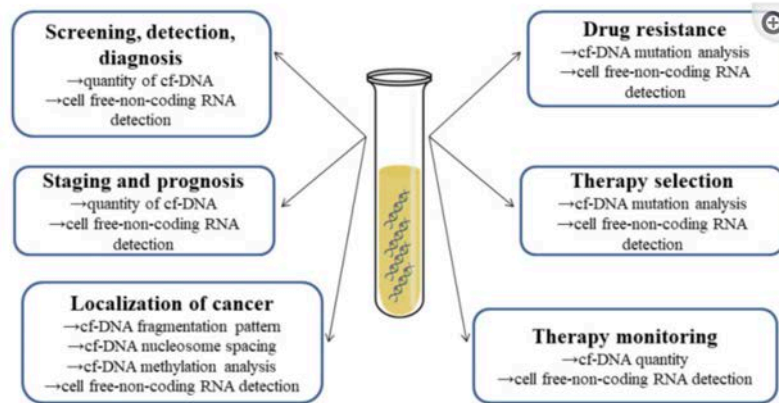 Screening, detection,
diagnosis
→quantity of cf-DNA
→cell free-non-coding RNA
detection
Staging and prognosis
→quantity of cf-DNA
→cell free-non-coding RNA
detection
Localization of cancer
→cf-DNA fragmentation pattern
→cf-DNA nucleosome spacing
→cf-DNA methylation analysis
→cell free-non-coding RNA detection
Drug resistance
→cf-DNA mutation analysis
→cell free-non-coding RNA
detection
Therapy selection
→cf-DNA mutation analysis
→cell free-non-coding RNA
detection
Therapy monitoring
→cf-DNA quantity
→cell free-non-coding RNA detection